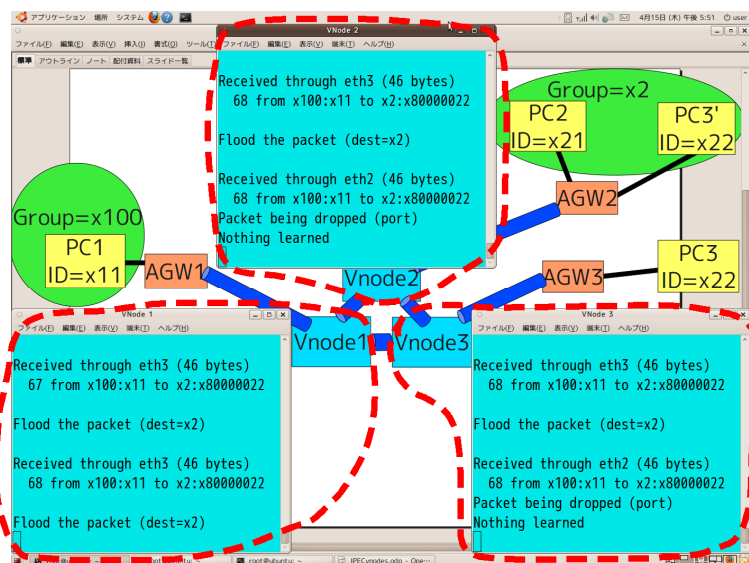 アプリケーション 場所 システム
4月15日 (木) 午後 5:51 user
VNode 2
ファイル(F) 編集(E) 表示(V) 挿入(I) 書式(O) ツール(T)
ファイル(F) 編集(E) 表示(V) 端末(T) ヘルプ(H)
標準 アウトライン ノート 配付資料 スライド一覧
Received through eth3 (46 bytes)
68 from x100:x11 to x2:x80000022
Flood the packet (dest=x2)
Received through eth2 (46 bytes)
68 from x100:x11 to x2:x80000022
Packet being dropped (port)
Nothing learned
Group=x2
PC2
ID=x21
PC3'
ID=x22
AGW2
Group=x100
PC1
ID=x11
AGW1
Vnode2
AGW3
PC3
ID=x22
Vnode1
Vnode3
VNode 1
ファイル(F) 編集(E) 表示(V) 端末(T) ヘルプ(H)
Received through eth3 (46 bytes)
67 from x100:x11 to x2:x80000022
Flood the packet (dest=x2)
Received through eth3 (46 bytes)
68 from x100:x11 to x2:x80000022
Flood the packet (dest=x2)
VNode 3
ファイル(F) 編集(E) 表示(V) 端末(T) ヘルプ(H)
Received through eth3 (46 bytes)
68 from x100:x11 to x2:x80000022
Flood the packet (dest=x2)
Received through eth2 (46 bytes)
68 from x100:x11 to x2:x80000022
Packet being dropped (port)
Nothing learned
root@ubuntu: ~
IPECvnodes.odp - Ope…